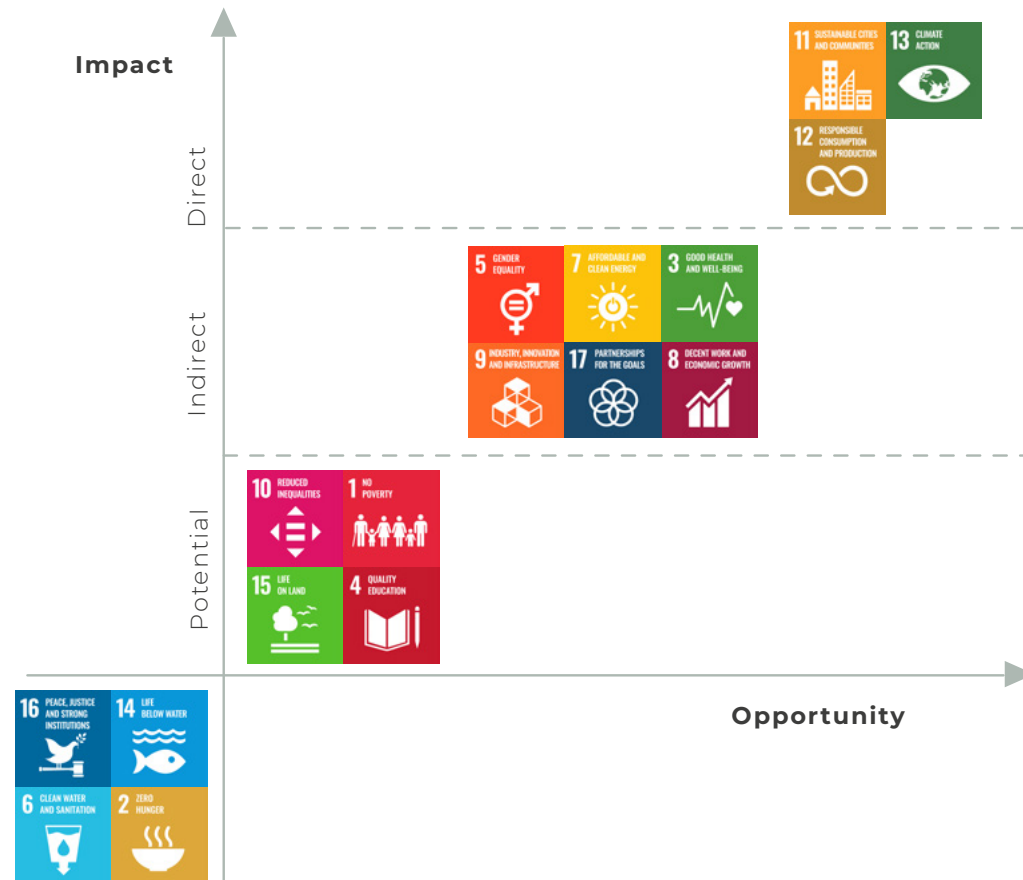 Impact
11 SUSTAINABLE CITIES
AND COMMUNITIES
13 CLIMATE
ACTION
12 RESPONSIBLE
CONSUMPTION
AND PRODUCTION
Direct
5 GENDER
EQUALITY
7 AFFORDABLE AND
CLEAN ENERGY
3 GOOD HEALTH
AND WELL-BEING
9 INDUSTRY, INNOVATION
AND INFRASTRUCTURE
17 PARTNERSHIPS
FOR THE GOALS
8 DECENT WORK AND
ECONOMIC GROWTH
Indirect
10 REDUCED
INEQUALITIES
1 NO
POVERTY
15 LIFE
ON LAND
4 QUALITY
EDUCATION
Potential
16 PEACE, JUSTICE
AND STRONG
INSTITUTIONS
14 LIFE
BELOW WATER
6 CLEAN WATER
AND SANITATION
2 ZERO
HUNGER
Opportunity